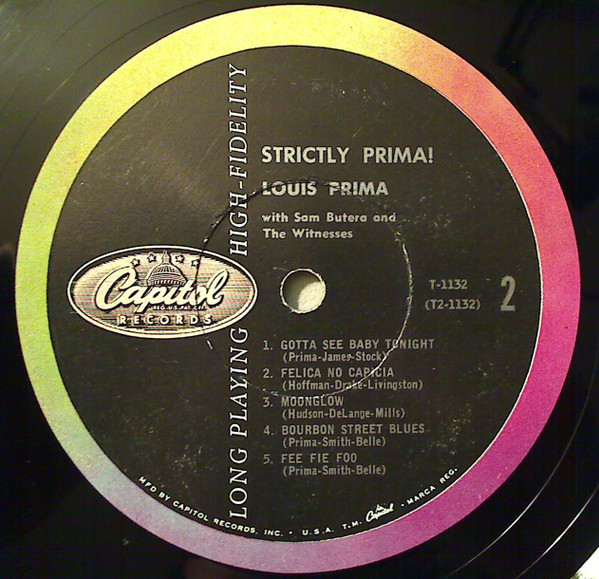 STRICTLY PRIMA!
LOUIS PRIMA
with Sam Butera and
The Witnesses
LONG PLAYING HIGH-FIDELITY
Capitol
REG. U.S. PAT. OFF.
RECORDS
T-1132
(T2-1132)
2
1. GOTTA SEE BABY TONIGHT
(Prima-James-Stock)
2. FELICA NO CAPICIA
(Hoffman-Drake-Livingston)
3. MOONGLOW
(Hudson-DeLange-Mills)
4. BOURBON STREET BLUES
(Prima-Smith-Belle)
5. FEE FIE FOO
(Prima-Smith-Belle)
MFD BY CAPITOL RECORDS, INC. • U.S.A. T.M. Capitol • MARCA REG.